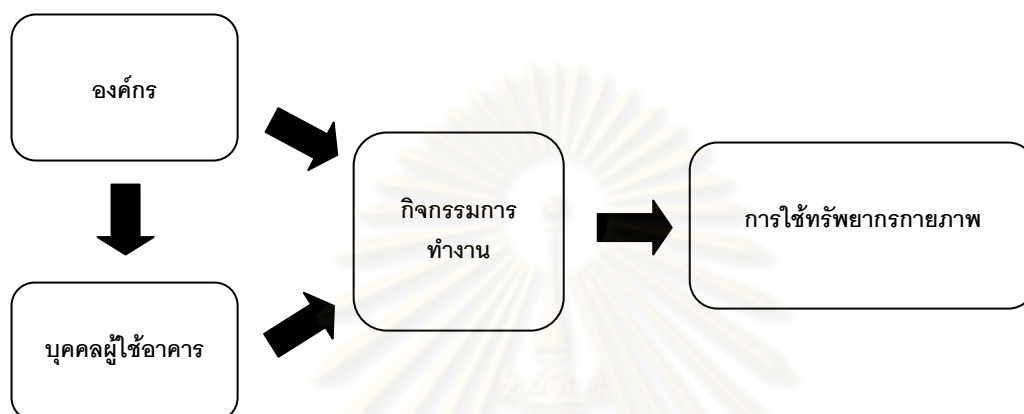 องค์กร
กิจกรรมการ
ทำงาน
การใช้ทรัพยากรกายภาพ
บุคคลผู้ใช้อาคาร